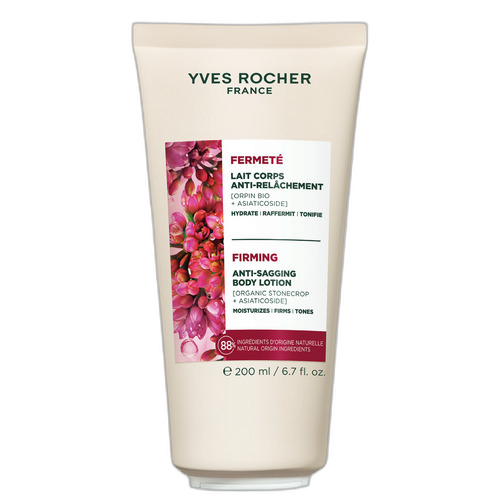 YVES ROCHER
FRANCE
FERMETÉ
LAIT CORPS
ANTI-RELÂCHEMENT
[ORPIN BIO
+ ASIATICOSIDE]
HYDRATE | RAFFERMIT | TONIFIE
FIRMING
ANTI-SAGGING
BODY LOTION
[ORGANIC STONECROP
+ ASIATICOSIDE]
MOISTURIZES | FIRMS | TONES
88% INGRÉDIENTS D'ORIGINE NATURELLE
NATURAL ORIGIN INGREDIENTS
℮ 200 ml / 6.7 fl. oz.